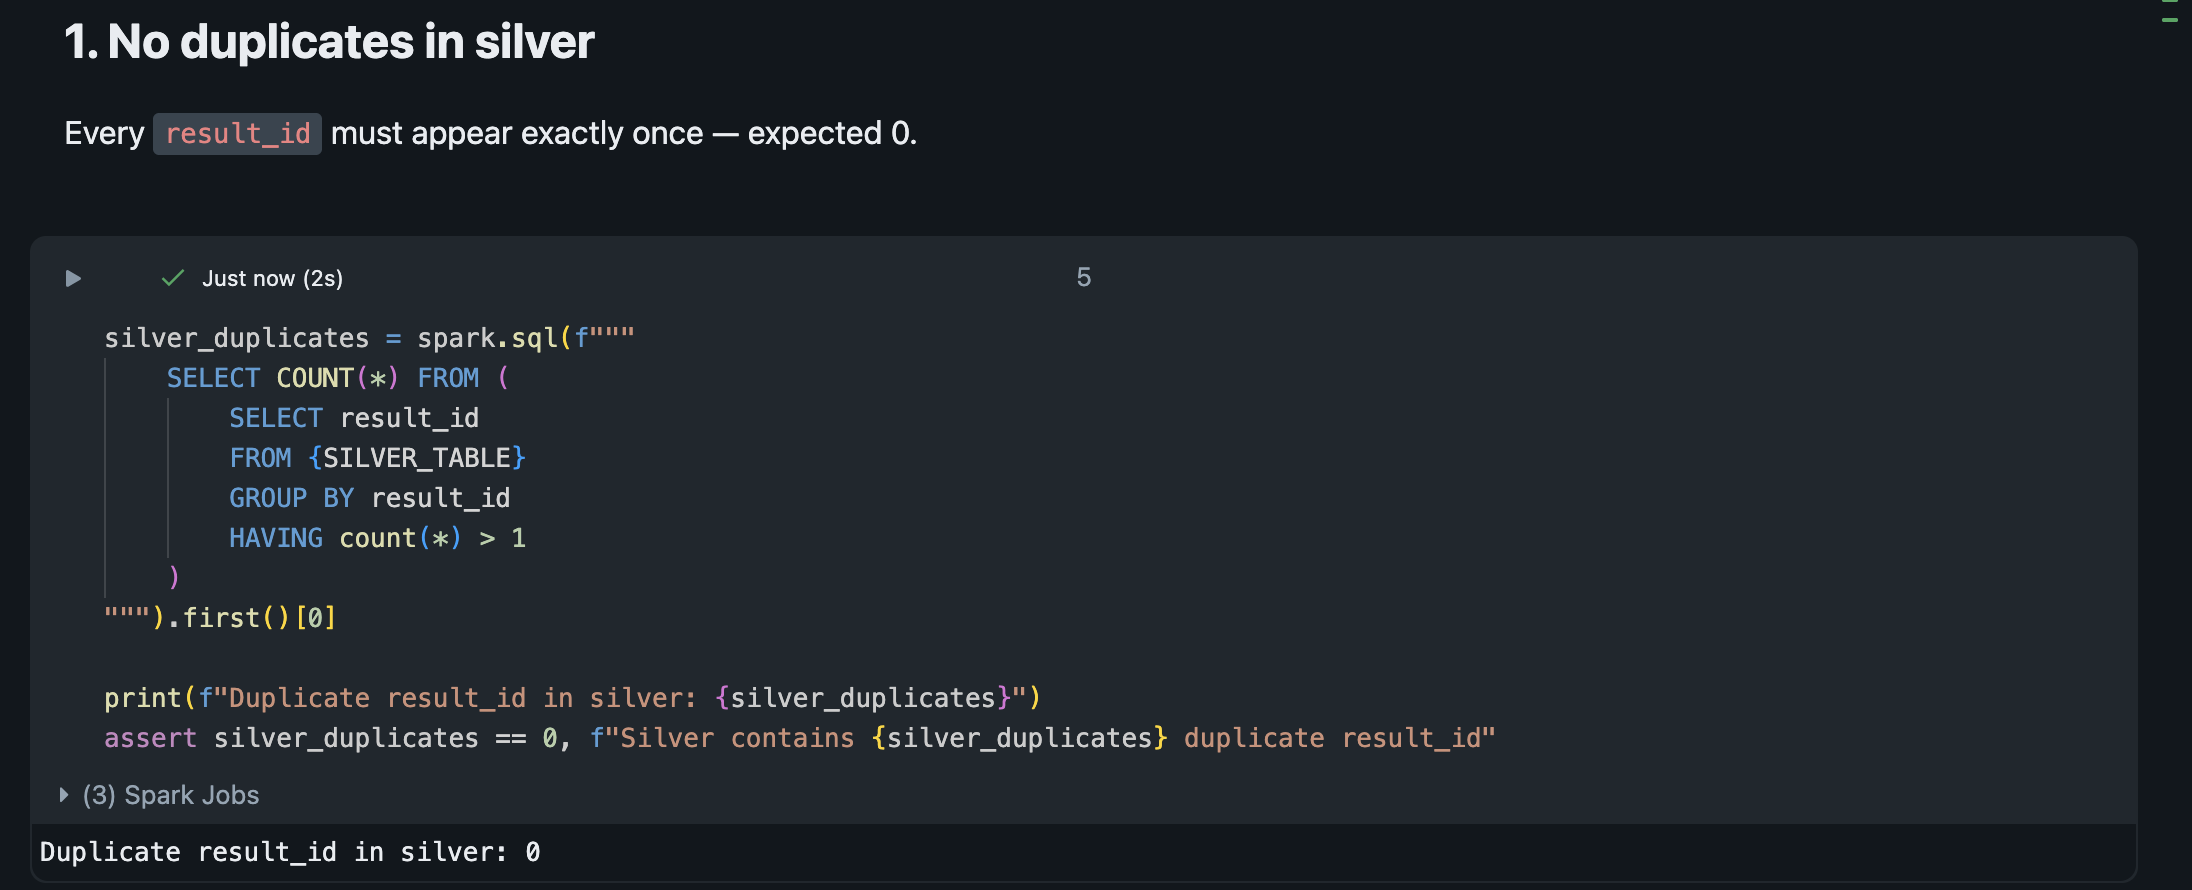 1. No duplicates in silver
Every result_id must appear exactly once — expected 0.
Just now (2s)
5
silver_duplicates = spark.sql(f"""
    SELECT COUNT(*) FROM (
        SELECT result_id
        FROM {SILVER_TABLE}
        GROUP BY result_id
        HAVING count(*) > 1
    )
""").first()[0]
print(f"Duplicate result_id in silver: {silver_duplicates}")
assert silver_duplicates == 0, f"Silver contains {silver_duplicates} duplicate result_id"
(3) Spark Jobs
Duplicate result_id in silver: 0